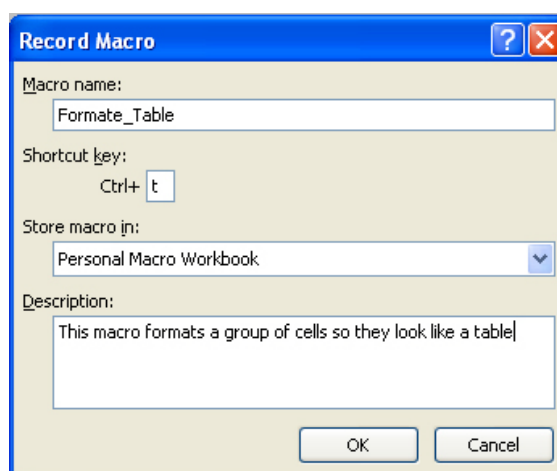 Record Macro
Macro name:
Formate_Table
Shortcut key:
Ctrl+ t
Store macro in:
Personal Macro Workbook
Description:
This macro formats a group of cells so they look like a table
OK Cancel